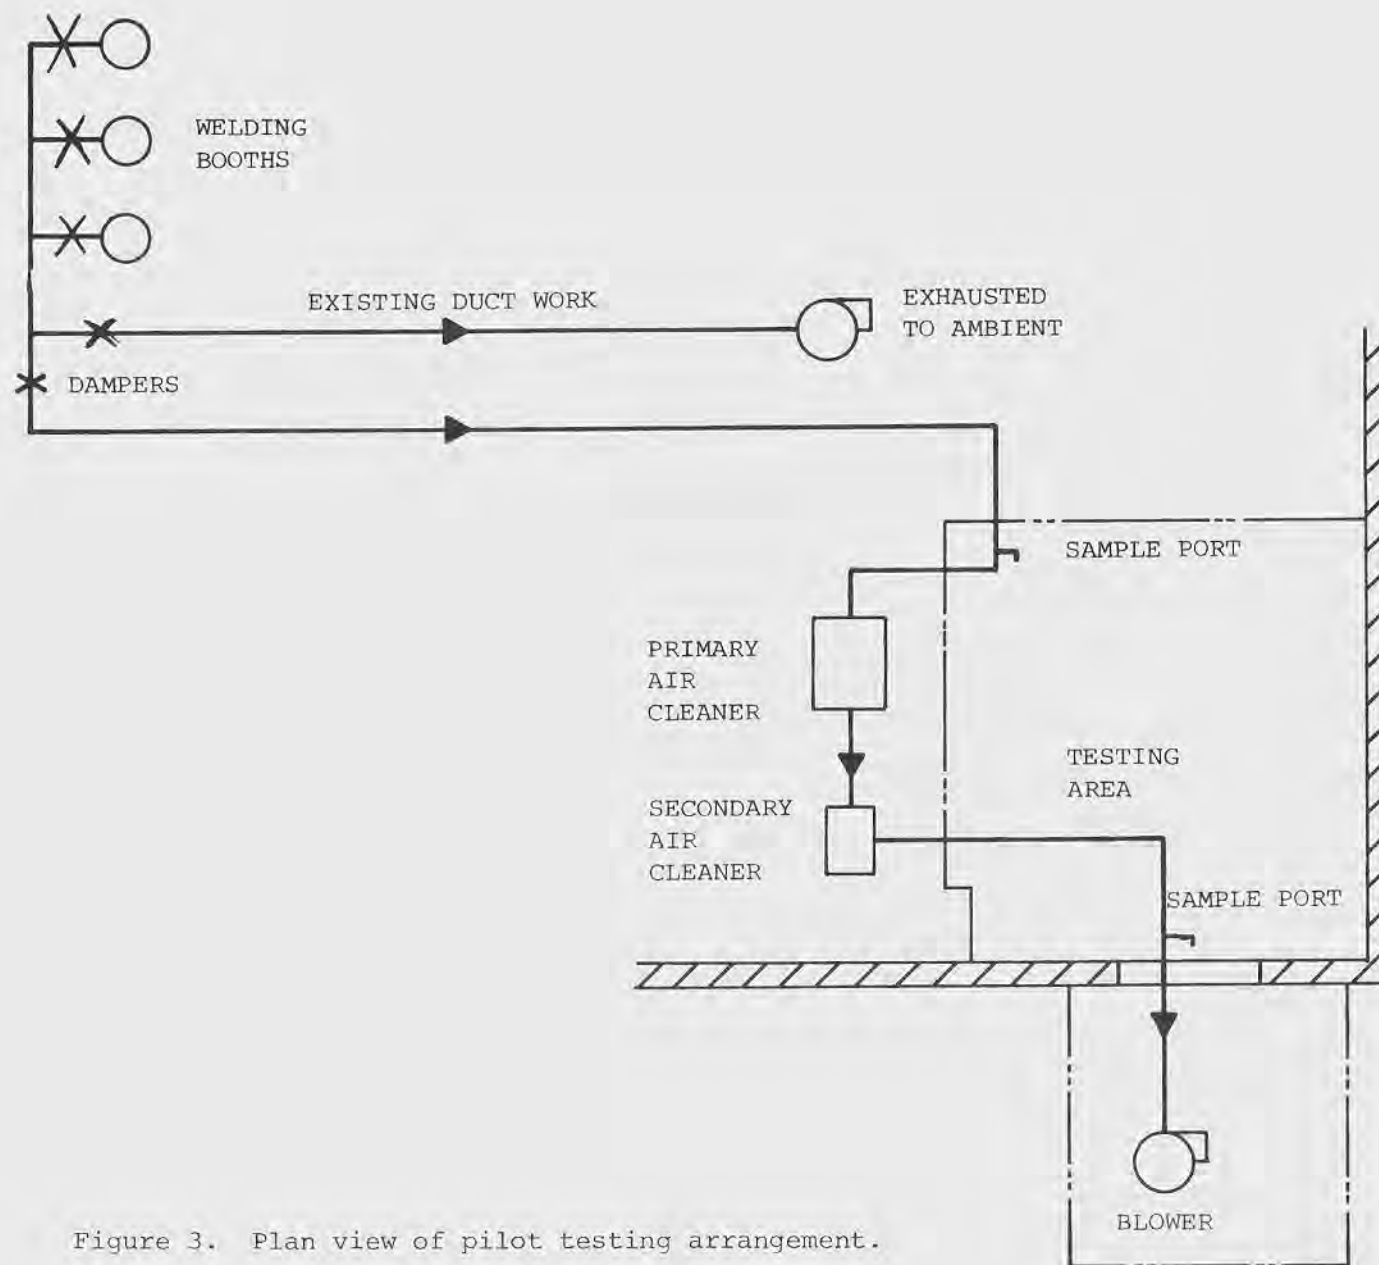 WELDING
BOOTHS
EXISTING DUCT WORK
EXHAUSTED
TO AMBIENT
DAMPERS
SAMPLE PORT
PRIMARY
AIR
CLEANER
TESTING
AREA
SECONDARY
AIR
CLEANER
SAMPLE PORT
BLOWER
Figure 3. Plan view of pilot testing arrangement.